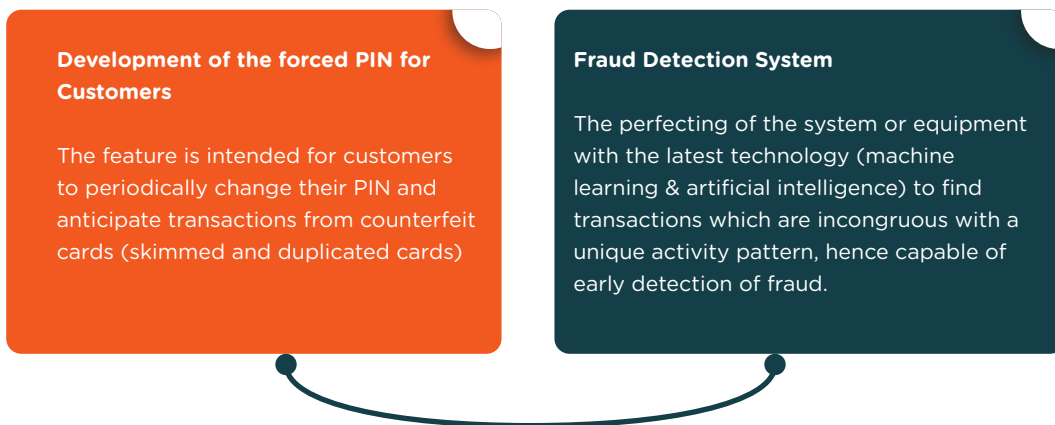 Development of the forced PIN for
Customers
The feature is intended for customers
to periodically change their PIN and
anticipate transactions from counterfeit
cards (skimmed and duplicated cards)
Fraud Detection System
The perfecting of the system or equipment
with the latest technology (machine
learning & artificial intelligence) to find
transactions which are incongruous with a
unique activity pattern, hence capable of
early detection of fraud.